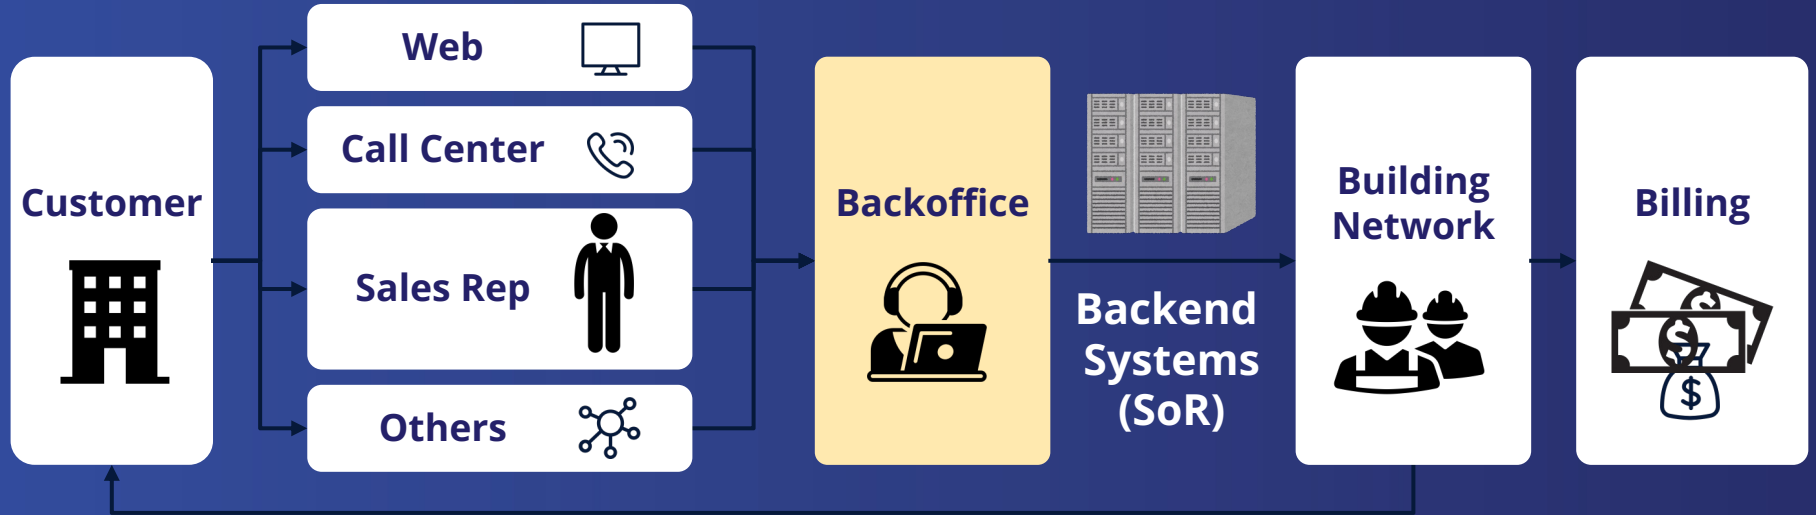 Customer
Web
Call Center
Sales Rep
Others
Backoffice
Backend
Systems
(SoR)
Building
Network
Billing
$